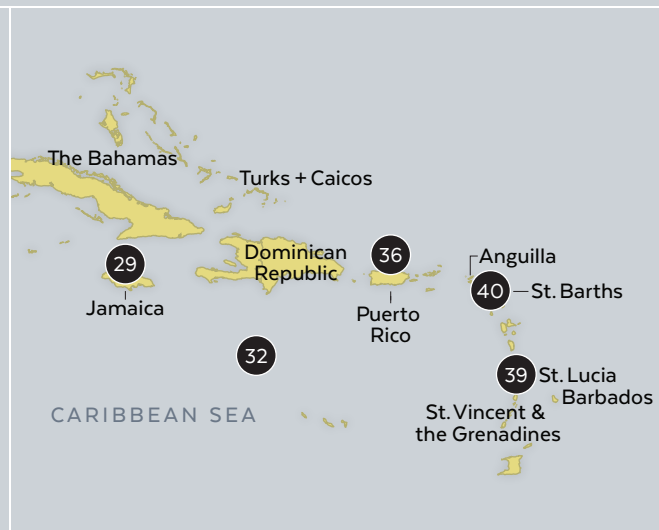 The Bahamas
Turks + Caicos
Dominican
Republic
36
Anguilla
29
40
St. Barths
Jamaica
Puerto
Rico
32
39
St. Lucia
Barbados
CARIBBEAN SEA
St. Vincent &
the Grenadines